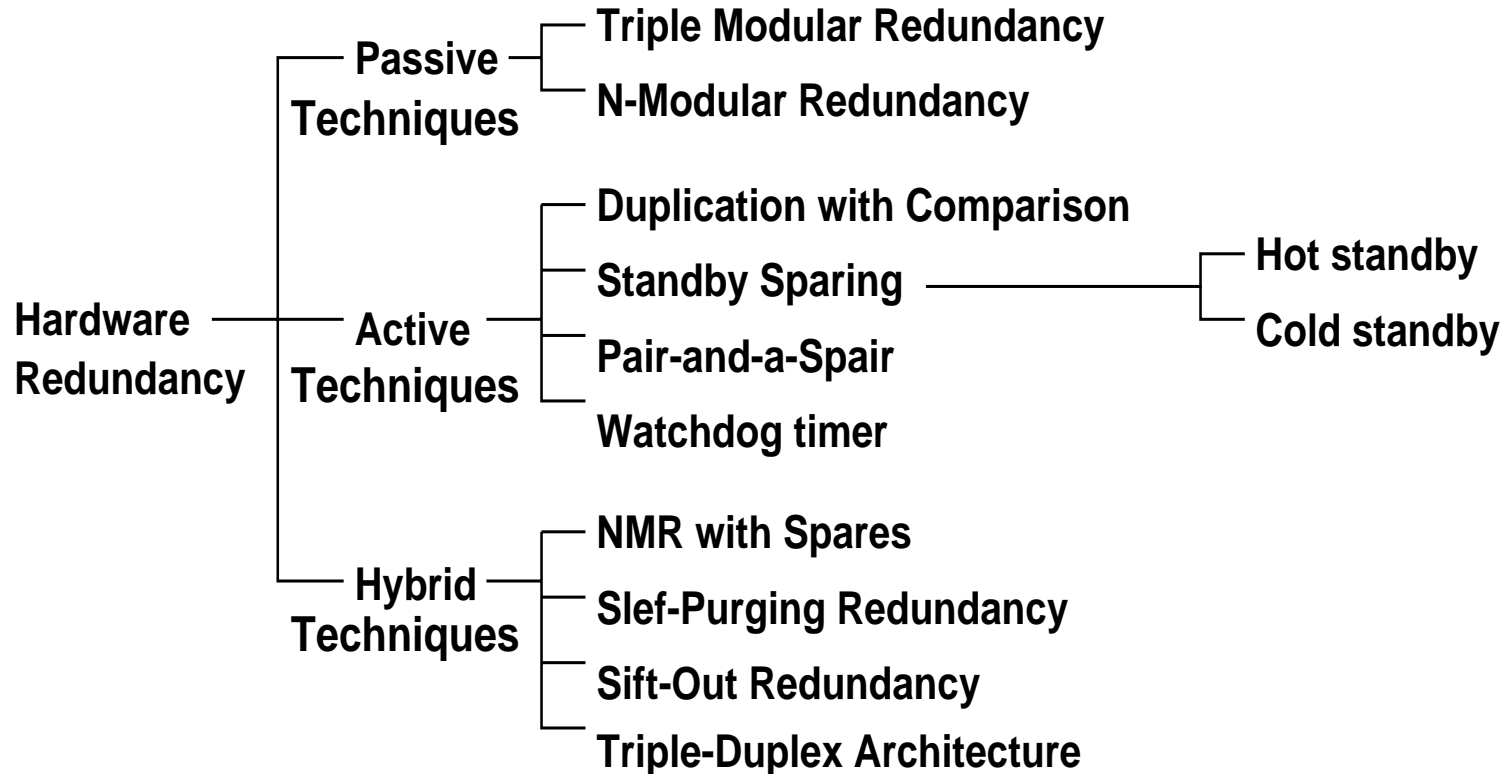 Hardware
Redundancy
Passive
Techniques
Triple Modular Redundancy
N-Modular Redundancy
Active
Techniques
Duplication with Comparison
Standby Sparing
Hot standby
Cold standby
Pair-and-a-Spair
Watchdog timer
Hybrid
Techniques
NMR with Spares
Slef-Purging Redundancy
Sift-Out Redundancy
Triple-Duplex Architecture